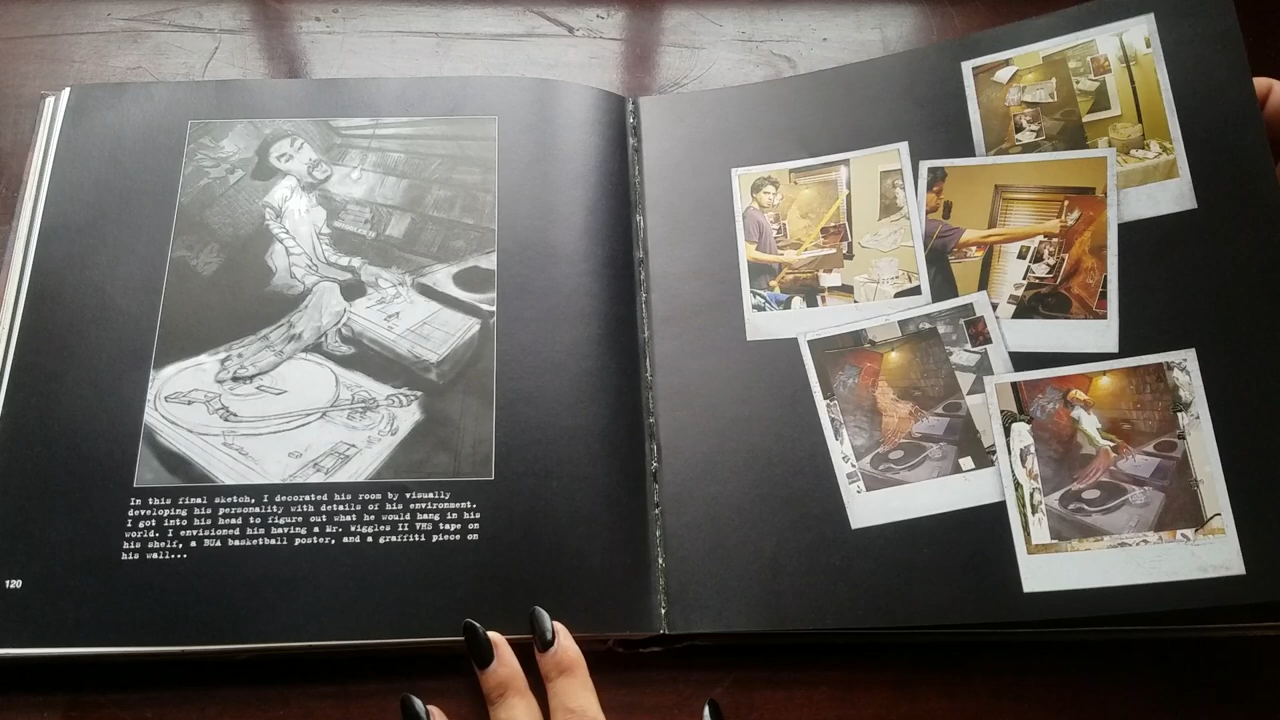 In this final sketch, I decorated his room by visually
developing his personality with details of his environment.
I got into his head to figure out what he would hang in his
world. I envisioned him having a Mr. Wiggles II VHS tape on
his shelf, a BUA basketball poster, and a graffiti piece on
his wall...
120